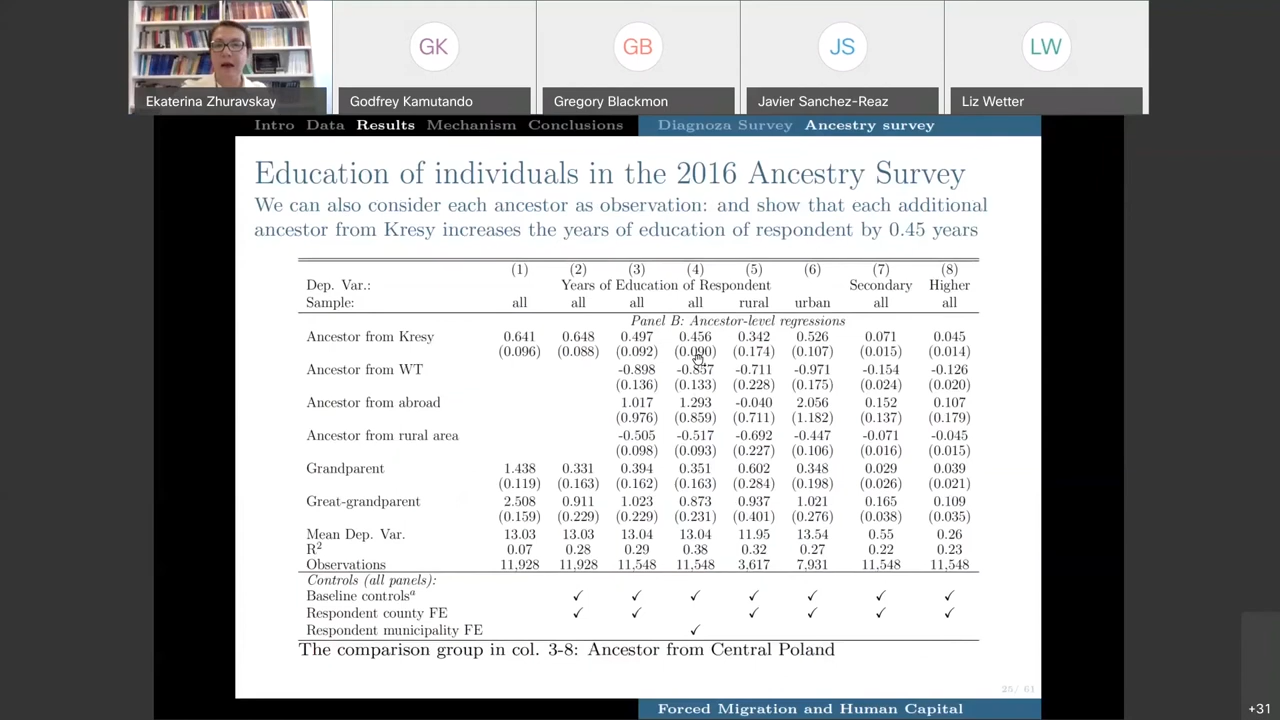 GK GB JS LW
Ekaterina Zhuravskay Godfrey Kamutando Gregory Blackmon Javier Sanchez-Reaz Liz Wetter
Intro Data Results Mechanism Conclusions Diagnoza Survey Ancestry survey
Education of individuals in the 2016 Ancestry Survey
We can also consider each ancestor as observation: and show that each additional
ancestor from Kresy increases the years of education of respondent by 0.45 years
(1) (2) (3) (4) (5) (6) (7) (8)
Dep. Var.: Years of Education of Respondent Secondary Higher
Sample: all all all all rural urban all all
Panel B: Ancestor-level regressions
Ancestor from Kresy 0.641 0.648 0.497 0.456 0.342 0.526 0.071 0.045
(0.096) (0.088) (0.092) (0.090) (0.174) (0.107) (0.015) (0.014)
Ancestor from WT -0.898 -0.857 -0.711 -0.971 -0.154 -0.126
(0.136) (0.133) (0.228) (0.175) (0.024) (0.020)
Ancestor from abroad 1.017 1.293 -0.040 2.056 0.152 0.107
(0.976) (0.859) (0.711) (1.182) (0.137) (0.179)
Ancestor from rural area -0.505 -0.517 -0.692 -0.447 -0.071 -0.045
(0.098) (0.093) (0.227) (0.106) (0.016) (0.015)
Grandparent 1.438 0.331 0.394 0.351 0.602 0.348 0.029 0.039
(0.119) (0.163) (0.162) (0.163) (0.284) (0.198) (0.026) (0.021)
Great-grandparent 2.508 0.911 1.023 0.873 0.937 1.021 0.165 0.109
(0.159) (0.229) (0.229) (0.231) (0.401) (0.276) (0.038) (0.035)
Mean Dep. Var. 13.03 13.03 13.04 13.04 11.95 13.54 0.55 0.26
R² 0.07 0.28 0.29 0.38 0.32 0.27 0.22 0.23
Observations 11,928 11,928 11,548 11,548 3.617 7,931 11,548 11,548
Controls (all panels):
Baseline controlsᵃ ✓ ✓ ✓ ✓ ✓ ✓ ✓
Respondent county FE ✓ ✓ ✓ ✓ ✓ ✓
Respondent municipality FE ✓
The comparison group in col. 3-8: Ancestor from Central Poland
25/ 61
Forced Migration and Human Capital
+31